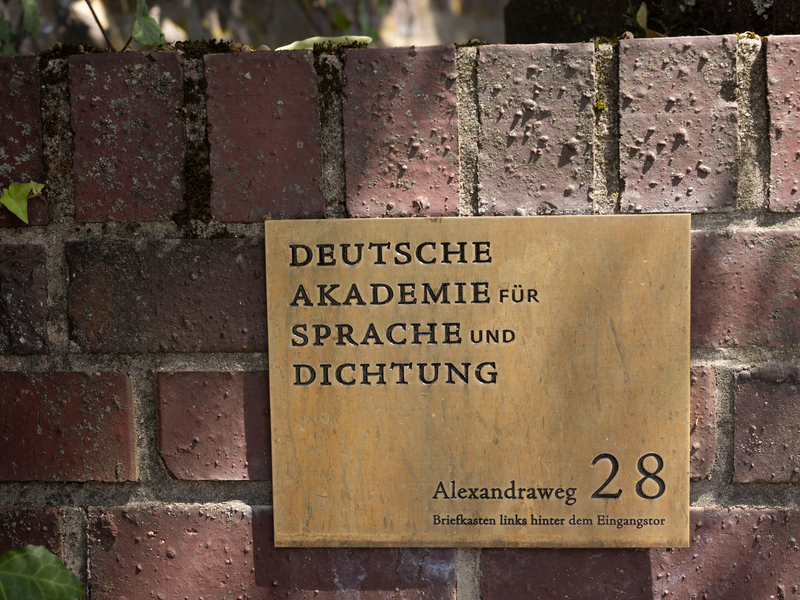 DEUTSCHE
AKADEMIE FÜR
SPRACHE UND
DICHTUNG
Alexandraweg 28
Briefkasten links hinter dem Eingangstor